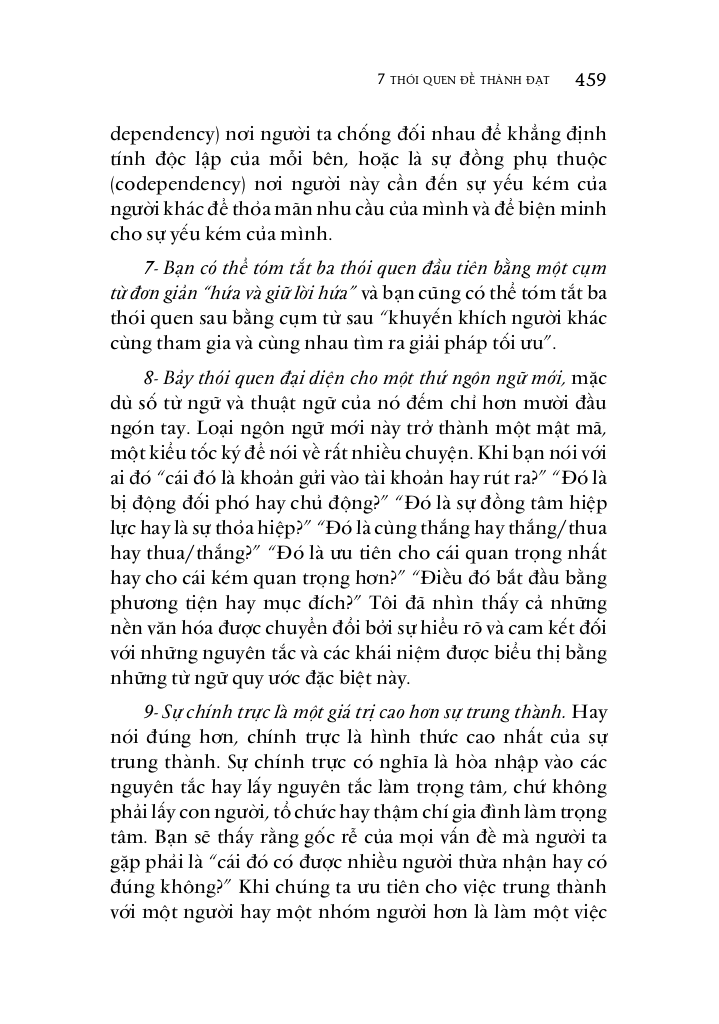 7 THÓI QUEN ĐỂ THÀNH ĐẠT 459
dependency) nơi người ta chống đối nhau để khẳng định
tính độc lập của mỗi bên, hoặc là sự đồng phụ thuộc
(codependency) nơi người này cần đến sự yếu kém của
người khác để thỏa mãn nhu cầu của mình và để biện minh
cho sự yếu kém của mình.
7- Bạn có thể tóm tắt ba thói quen đầu tiên bằng một cụm
từ đơn giản “hứa và giữ lời hứa” và bạn cũng có thể tóm tắt ba
thói quen sau bằng cụm từ sau “khuyến khích người khác
cùng tham gia và cùng nhau tìm ra giải pháp tối ưu”.
8- Bảy thói quen đại diện cho một thứ ngôn ngữ mới, mặc
dù số từ ngữ và thuật ngữ của nó đếm chỉ hơn mười đầu
ngón tay. Loại ngôn ngữ mới này trở thành một mật mã,
một kiểu tốc ký để nói về rất nhiều chuyện. Khi bạn nói với
ai đó “cái đó là khoản gửi vào tài khoản hay rút ra?” “Đó là
bị động đối phó hay chủ động?” “Đó là sự đồng tâm hiệp
lực hay là sự thỏa hiệp?” “Đó là cùng thắng hay thắng/thua
hay thua/thắng?” “Đó là ưu tiên cho cái quan trọng nhất
hay cho cái kém quan trọng hơn?” “Điều đó bắt đầu bằng
phương tiện hay mục đích?” Tôi đã nhìn thấy cả những
nền văn hóa được chuyển đổi bởi sự hiểu rõ và cam kết đối
với những nguyên tắc và các khái niệm được biểu thị bằng
những từ ngữ quy ước đặc biệt này.
9- Sự chính trực là một giá trị cao hơn sự trung thành. Hay
nói đúng hơn, chính trực là hình thức cao nhất của sự
trung thành. Sự chính trực có nghĩa là hòa nhập vào các
nguyên tắc hay lấy nguyên tắc làm trọng tâm, chứ không
phải lấy con người, tổ chức hay thậm chí gia đình làm trọng
tâm. Bạn sẽ thấy rằng gốc rễ của mọi vấn đề mà người ta
gặp phải là “cái đó có được nhiều người thừa nhận hay có
đúng không?” Khi chúng ta ưu tiên cho việc trung thành
với một người hay một nhóm người hơn là làm một việc